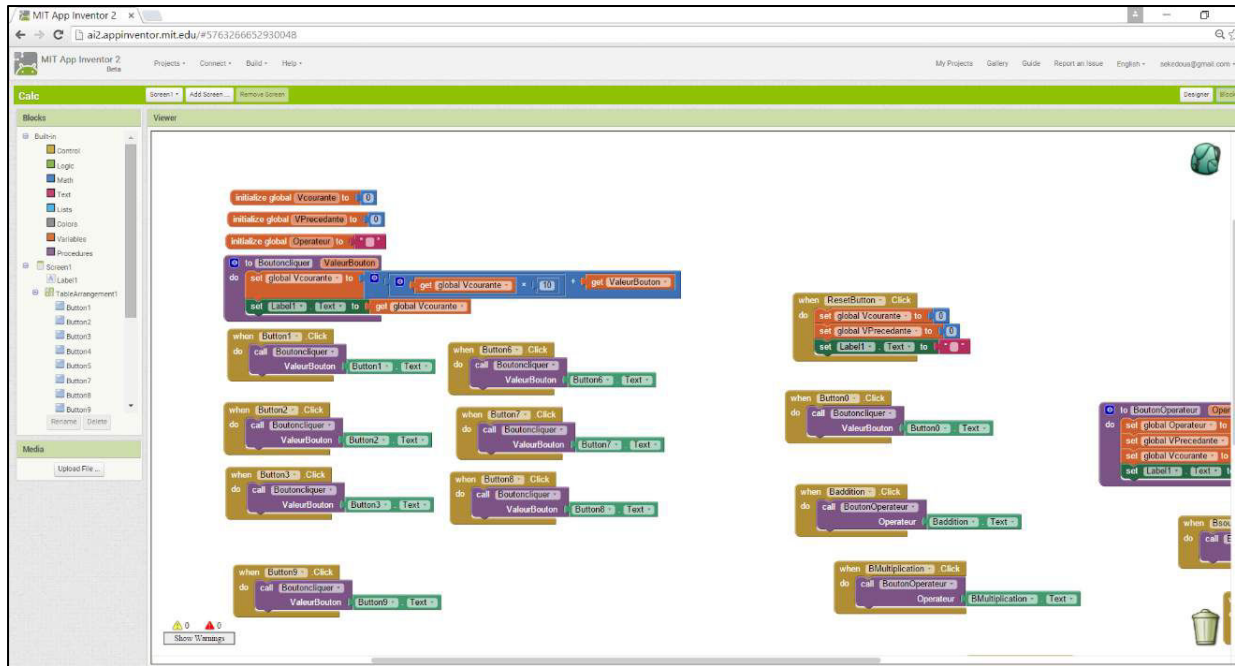 MIT App Inventor 2
ai2.appinventor.mit.edu/#5763266652930048
MIT App Inventor 2
Beta
Projects
Connect
Build
Help
My Projects
Gallery
Guide
Report an Issue
English
Calc
Screen1
Add Screen ...
Remove Screen
Designer
Blocks
Viewer
Built-in
Control
Logic
Math
Text
Lists
Colors
Variables
Procedures
Screen1
Label1
TableArrangement1
Button1
Button2
Button3
Button4
Button5
Button7
Button8
Button9
Rename Delete
Media
Upload File ...
initialize global Vcourante to 0
initialize global VPrecedante to 0
initialize global Operateur to " "
to Boutoncliquer ValeurBouton
do set global Vcourante to get global Vcourante × 10 + get ValeurBouton
set Label1 . Text to get global Vcourante
when Button1 .Click
do call Boutoncliquer
ValeurBouton Button1 . Text
when Button6 .Click
do call Boutoncliquer
ValeurBouton Button6 . Text
when Button2 .Click
do call Boutoncliquer
ValeurBouton Button2 . Text
when Button7 .Click
do call Boutoncliquer
ValeurBouton Button7 . Text
when Button3 .Click
do call Boutoncliquer
ValeurBouton Button3 . Text
when Button8 .Click
do call Boutoncliquer
ValeurBouton Button8 . Text
when Button9 .Click
do call Boutoncliquer
ValeurBouton Button9 . Text
when ResetButton .Click
do set global Vcourante to 0
set global VPrecedante to 0
set Label1 . Text to " "
when Button0 .Click
do call Boutoncliquer
ValeurBouton Button0 . Text
when Baddition .Click
do call BoutonOperateur
Operateur Baddition . Text
when BMultiplication .Click
do call BoutonOperateur
Operateur BMultiplication . Text
to BoutonOperateur Oper
do set global Operateur to
set global VPrecedante
set global Vcourante to
set Label1 . Text t
when Bsou
do call
0 0
Show Warnings